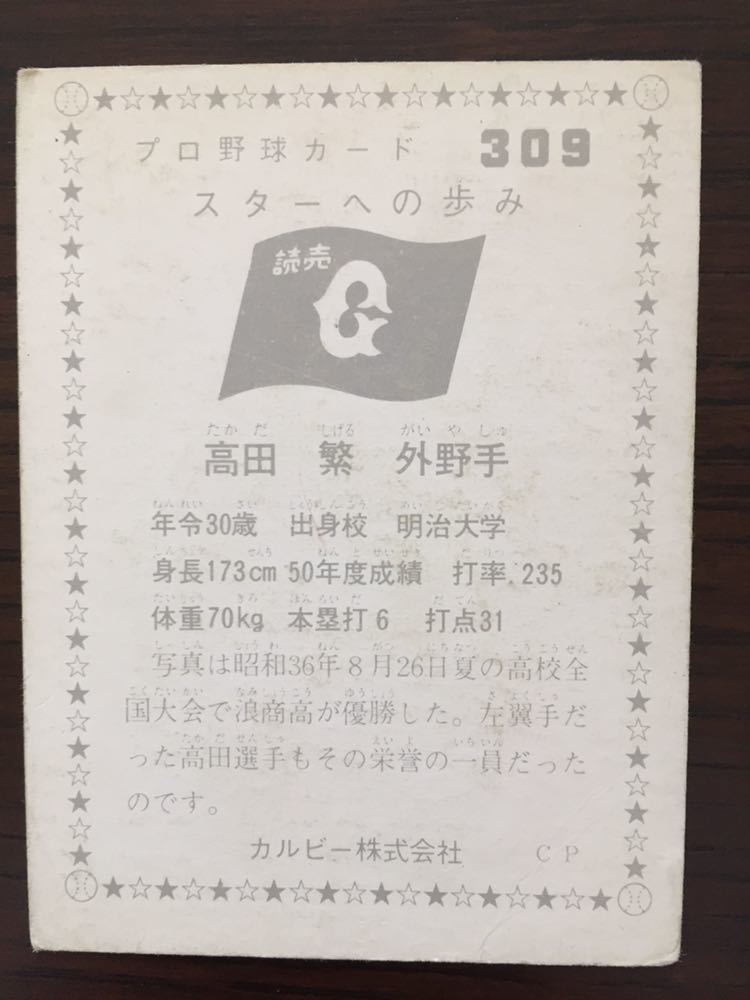 プロ野球カード 309
スターへの歩み
読売
G
たかだ しげる がいやしゅ
高田 繁 外野手
年令30歳 出身校 明治大学
身長173cm 50年度成績 打率.235
体重70kg 本塁打6 打点31
写真は昭和36年8月26日夏の高校全
国大会で浪商高が優勝した。左翼手だ
った高田選手もその栄誉の一員だった
のです。
カルビー株式会社 CP